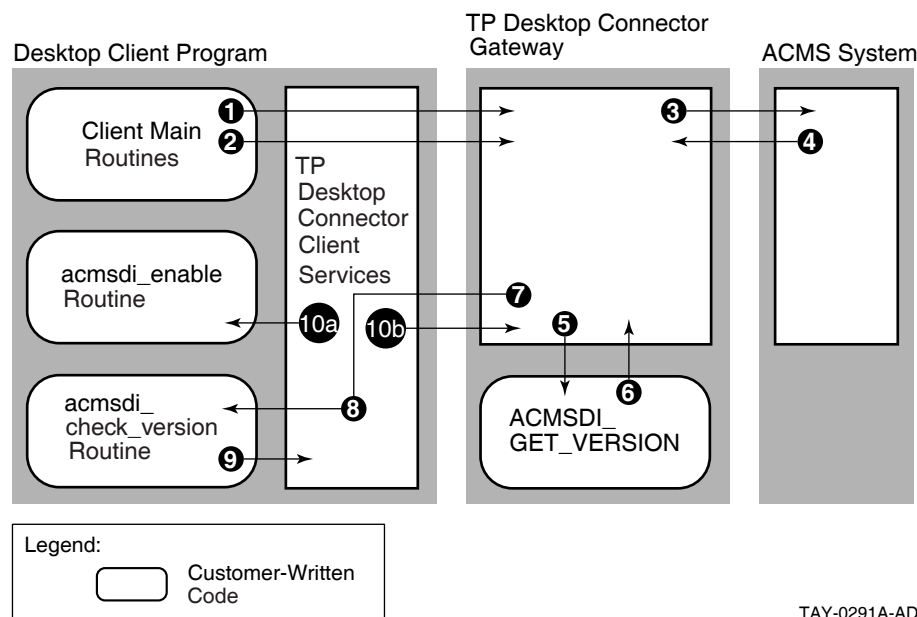 TP Desktop Connector
Gateway
Desktop Client Program
ACMS System
1
2
3
4
Client Main
Routines
TP
Desktop
Connector
Client
Services
acmsdi_enable
Routine
7
10a
10b
5
6
8
acmsdi_
check_version
Routine
9
ACMSDI_
GET_VERSION
Legend:
Customer-Written
Code
TAY-0291A-AD